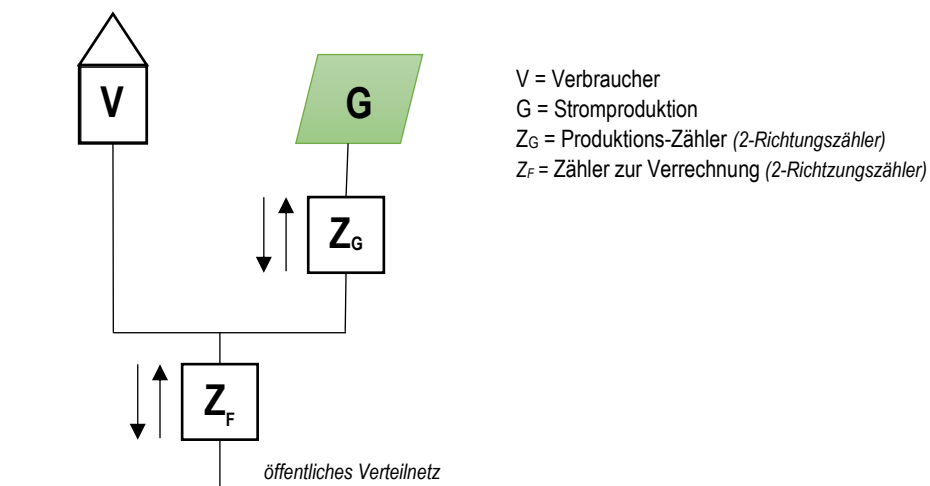 V
G
V = Verbraucher
G = Stromproduktion
ZG = Produktions-Zähler (2-Richtungszähler)
ZF = Zähler zur Verrechnung (2-Richtzungszähler)
ZG
ZF
öffentliches Verteilnetz